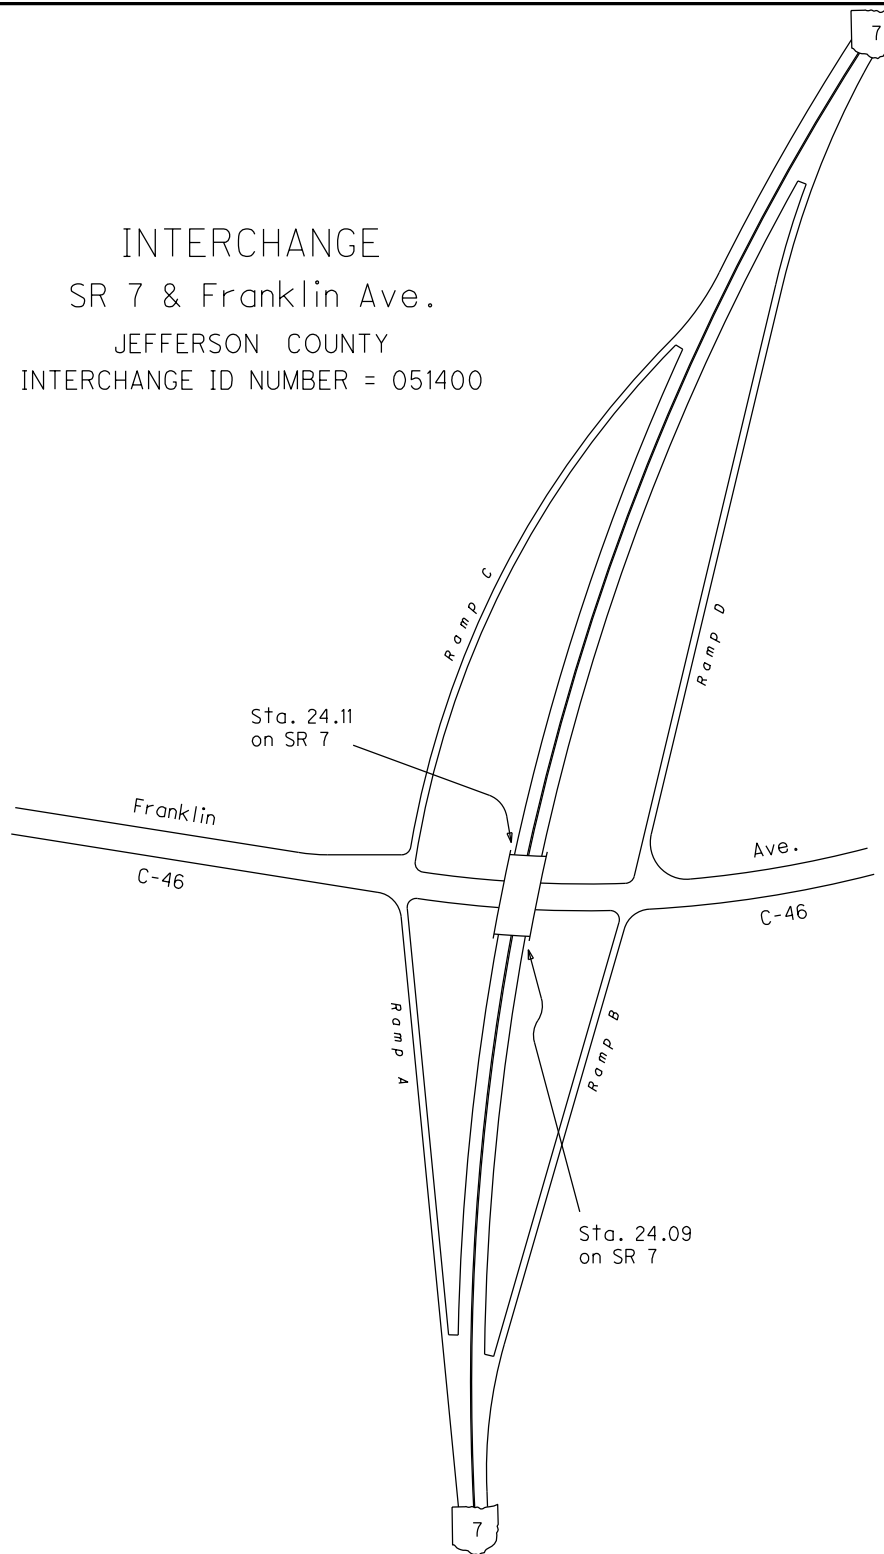 7
INTERCHANGE
SR 7 & Franklin Ave.
JEFFERSON COUNTY
INTERCHANGE ID NUMBER = 051400
Ramp C
Ramp D
Sta. 24.11
on SR 7
Franklin
Ave.
C-46
C-46
Ramp A
Ramp B
Sta. 24.09
on SR 7
7